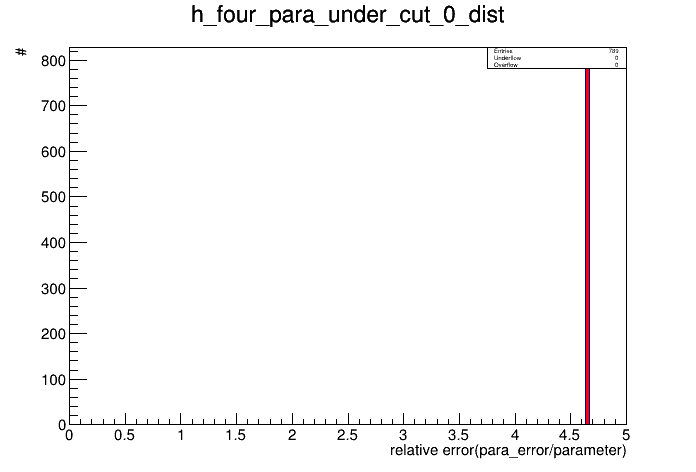 h_four_para_under_cut_0_dist
#
Entries 789
Underflow 0
Overflow 0
800
700
600
500
400
300
200
100
0
0 0.5 1 1.5 2 2.5 3 3.5 4 4.5 5
relative error(para_error/parameter)